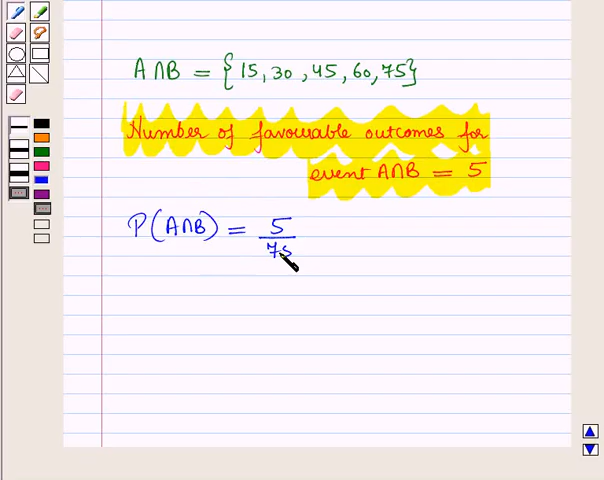 A∩B = {15, 30, 45, 60, 75}
Number of favourable outcomes for
event A∩B = 5
P(A∩B) = 5/75